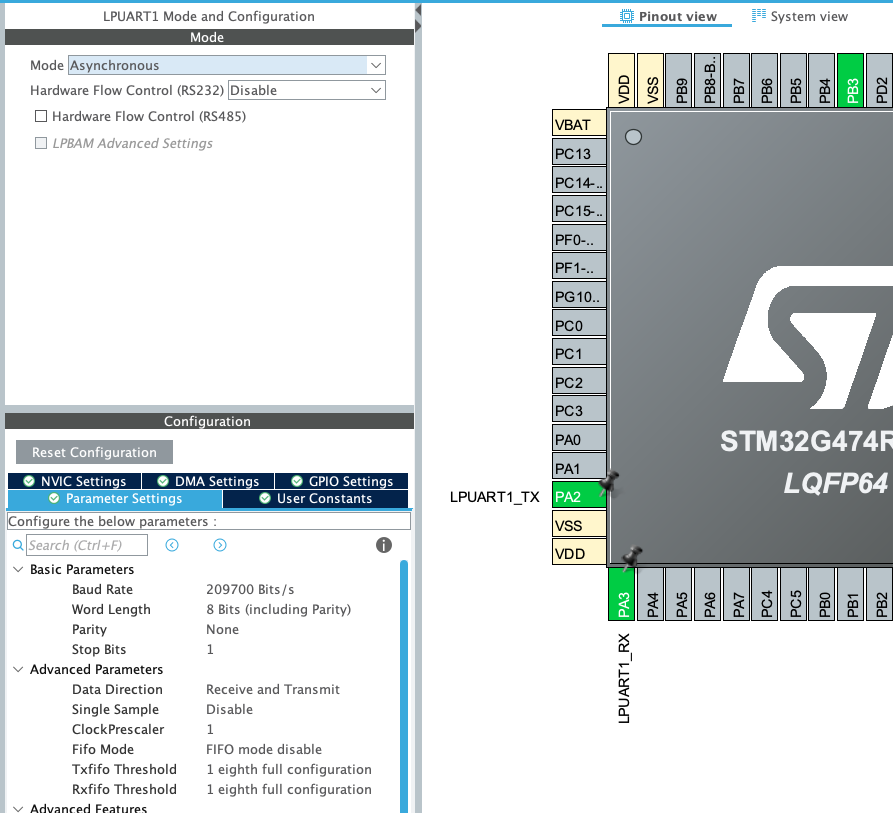 LPUART1 Mode and Configuration
Mode
Mode Asynchronous
Hardware Flow Control (RS232) Disable
Hardware Flow Control (RS485)
LPBAM Advanced Settings
Configuration
Reset Configuration
NVIC Settings DMA Settings GPIO Settings
Parameter Settings User Constants
Configure the below parameters :
Search (Ctrl+F)
Basic Parameters
Baud Rate 209700 Bits/s
Word Length 8 Bits (including Parity)
Parity None
Stop Bits 1
Advanced Parameters
Data Direction Receive and Transmit
Single Sample Disable
ClockPrescaler 1
Fifo Mode FIFO mode disable
Txfifo Threshold 1 eighth full configuration
Rxfifo Threshold 1 eighth full configuration
Advanced Features
Pinout view System view
VDD VSS PB9 PB8-B.. PB7 PB6 PB5 PB4 PB3 PD2
VBAT
PC13
PC14-..
PC15-..
PF0-..
PF1-..
PG10..
PC0
PC1
PC2
PC3
PA0
PA1
LPUART1_TX PA2
VSS
VDD
STM32G474R
LQFP64
PA3 PA4 PA5 PA6 PA7 PC4 PC5 PB0 PB1 PB2
LPUART1_RX